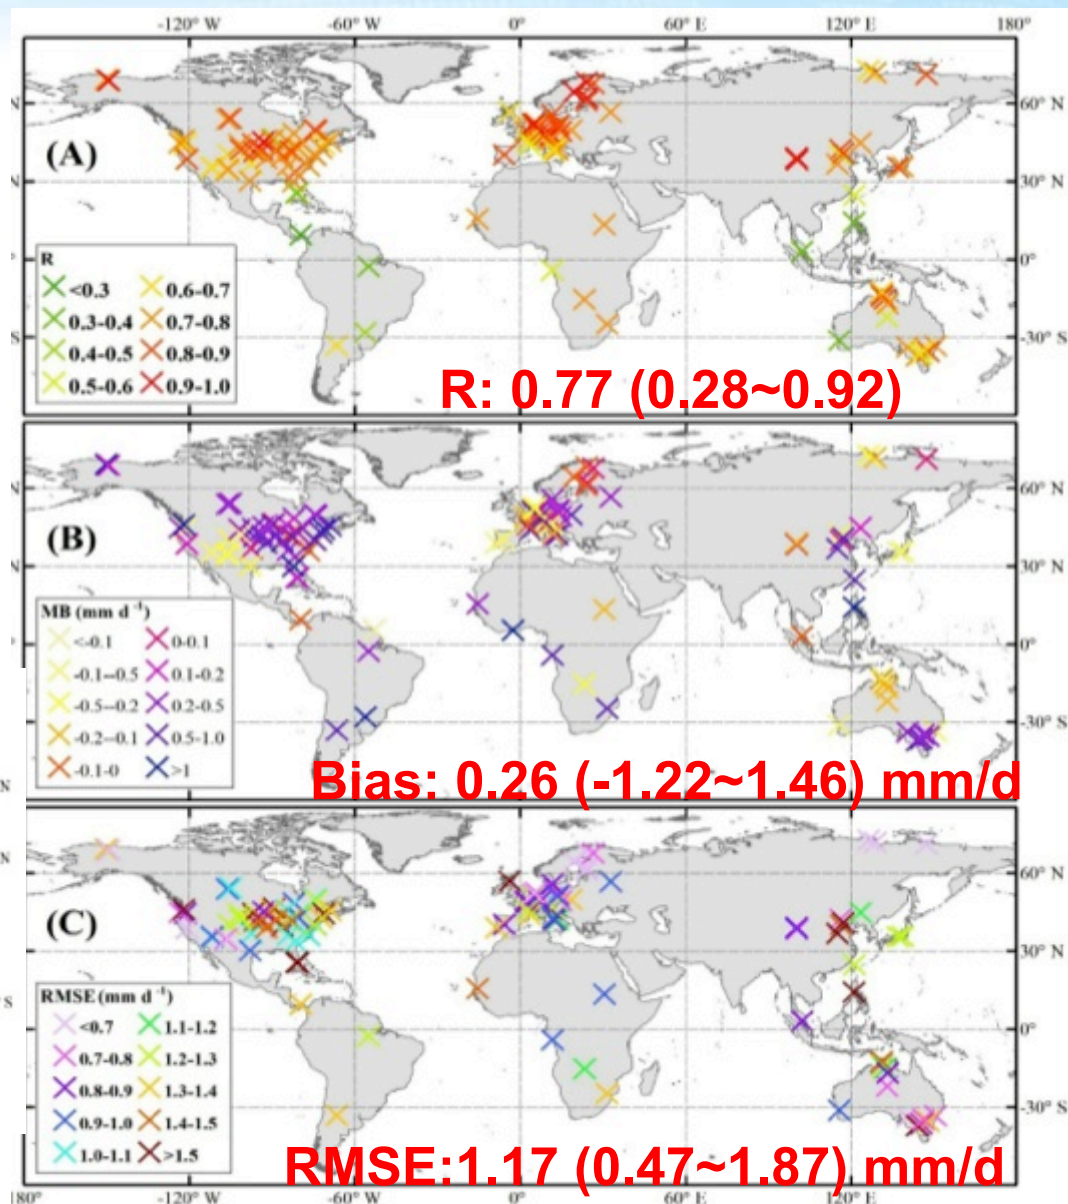 -120° W -60° W 0° 60° E 120° E 180°
60° N
(A)
N 30° N
R
<0.3 0.6-0.7
0° 0°
0.3-0.4 0.7-0.8
0.4-0.5 0.8-0.9
S -30° S
0.5-0.6 0.9-1.0
R: 0.77 (0.28~0.92)
N 60° N
(B)
N 30° N
MB (mm d -1)
<-0.1 0-0.1
0° 0°
-0.1--0.5 0.1-0.2
-0.5--0.2 0.2-0.5
-0.2--0.1 0.5-1.0
-30° S
-0.1-0 >1
N
Bias: 0.26 (-1.22~1.46) mm/d
N 60° N
(C)
N 30° N
RMSE (mm d -1)
S
<0.7 1.1-1.2
0° 0°
0.7-0.8 1.2-1.3
0.8-0.9 1.3-1.4
0.9-1.0 1.4-1.5
-30° S
1.0-1.1 >1.5
RMSE:1.17 (0.47~1.87) mm/d
180° -120° W -60° W 0° 60° E 120° E 180°